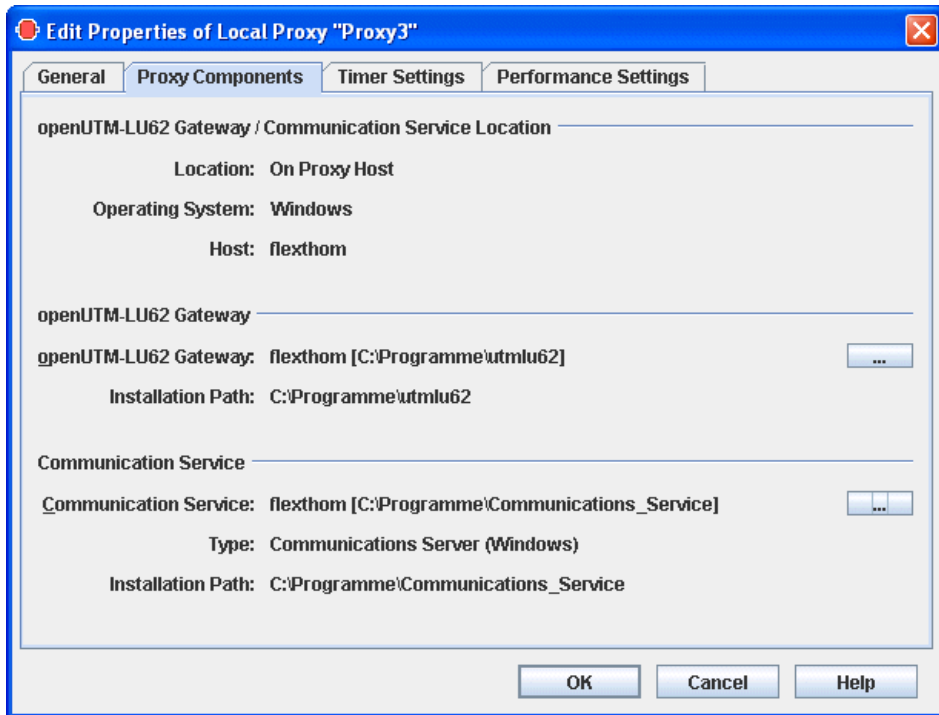 Edit Properties of Local Proxy "Proxy3"
General Proxy Components Timer Settings Performance Settings
openUTM-LU62 Gateway / Communication Service Location
Location: On Proxy Host
Operating System: Windows
Host: flexthom
openUTM-LU62 Gateway
openUTM-LU62 Gateway: flexthom [C:\Programme\utmlu62] ...
Installation Path: C:\Programme\utmlu62
Communication Service
Communication Service: flexthom [C:\Programme\Communications_Service] ...
Type: Communications Server (Windows)
Installation Path: C:\Programme\Communications_Service
OK Cancel Help